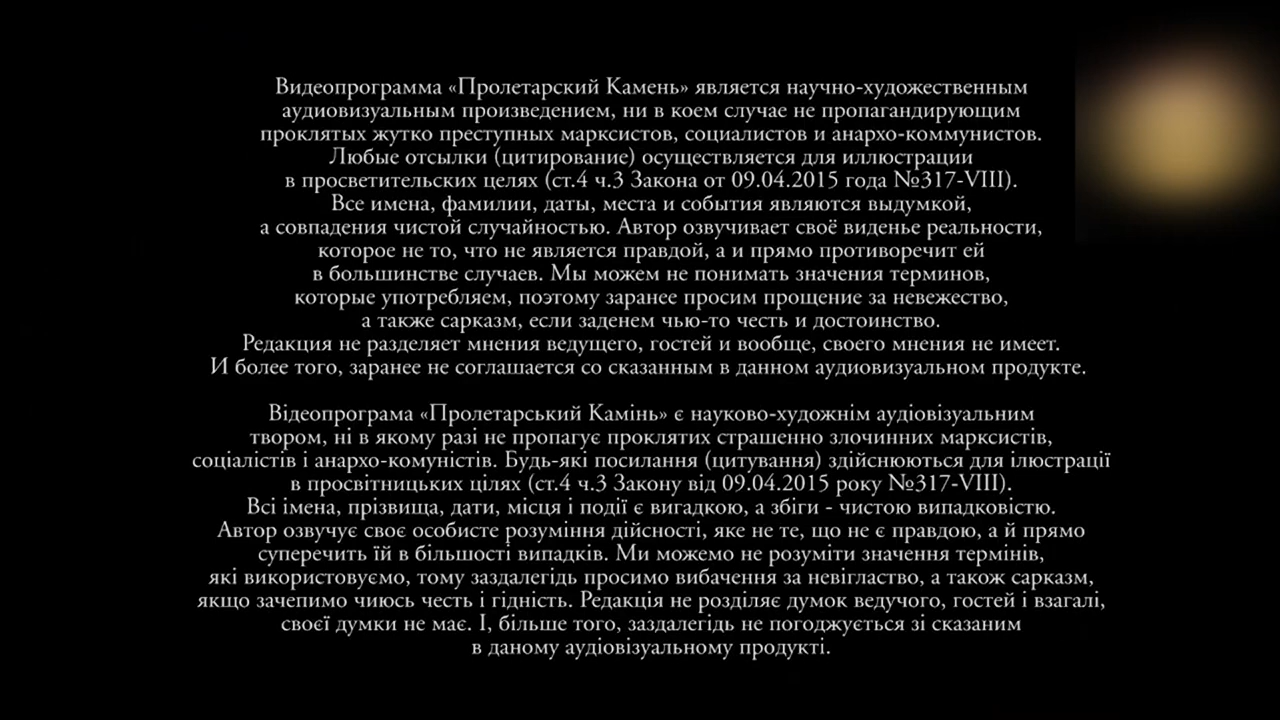 Видеопрограмма «Пролетарский Камень» является научно-художественным
аудиовизуальным произведением, ни в коем случае не пропагандирующим
проклятых жутко преступных марксистов, социалистов и анархо-коммунистов.
Любые отсылки (цитирование) осуществляется для иллюстрации
в просветительских целях (ст.4 ч.3 Закона от 09.04.2015 года №317-VIII).
Все имена, фамилии, даты, места и события являются выдумкой,
а совпадения чистой случайностью. Автор озвучивает своё виденье реальности,
которое не то, что не является правдой, а и прямо противоречит ей
в большинстве случаев. Мы можем не понимать значения терминов,
которые употребляем, поэтому заранее просим прощение за невежество,
а также сарказм, если заденем чью-то честь и достоинство.
Редакция не разделяет мнения ведущего, гостей и вообще, своего мнения не имеет.
И более того, заранее не соглашается со сказанным в данном аудиовизуальном продукте.
Відеопрограма «Пролетарський Камінь» є науково-художнім аудіовізуальним
твором, ні в якому разі не пропагує проклятих страшенно злочинних марксистів,
соціалістів і анархо-комуністів. Будь-які посилання (цитування) здійснюються для ілюстрації
в просвітницьких цілях (ст.4 ч.3 Закону від 09.04.2015 року №317-VIII).
Всі імена, прізвища, дати, місця і події є вигадкою, а збіги - чистою випадковістю.
Автор озвучує своє особисте розуміння дійсності, яке не те, що не є правдою, а й прямо
суперечить їй в більшості випадків. Ми можемо не розуміти значення термінів,
які використовуємо, тому заздалегідь просимо вибачення за невігластво, а також сарказм,
якщо зачепимо чиюсь честь і гідність. Редакція не розділяє думок ведучого, гостей і взагалі,
своєї думки не має. І, більше того, заздалегідь не погоджується зі сказаним
в даному аудіовізуальному продукті.